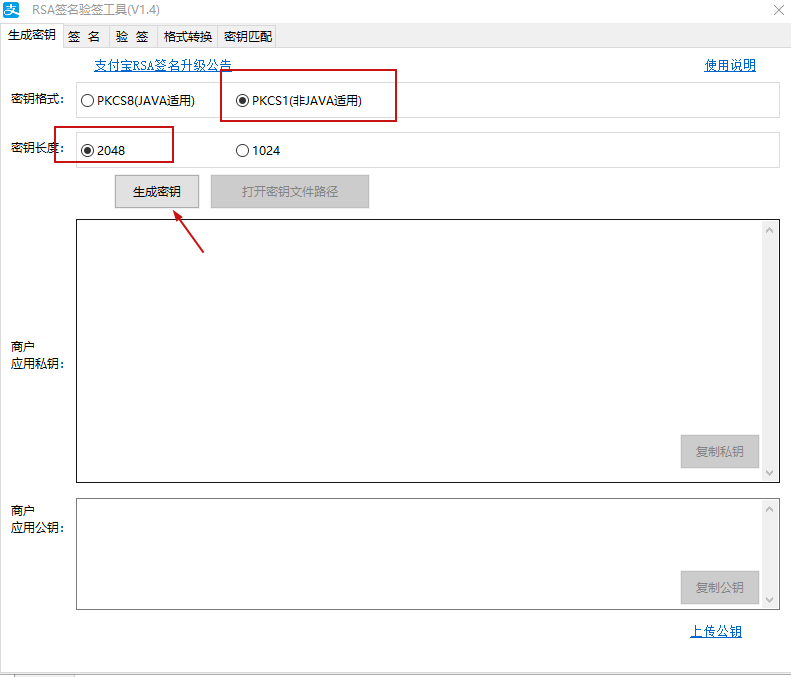 支 RSA签名验签工具(V1.4)
生成密钥 签 名 验 签 格式转换 密钥匹配
支付宝RSA签名升级公告 使用说明
密钥格式: PKCS8(JAVA适用) PKCS1(非JAVA适用)
密钥长度: 2048 1024
生成密钥 打开密钥文件路径
商户
应用私钥:
复制私钥
商户
应用公钥:
复制公钥
上传公钥